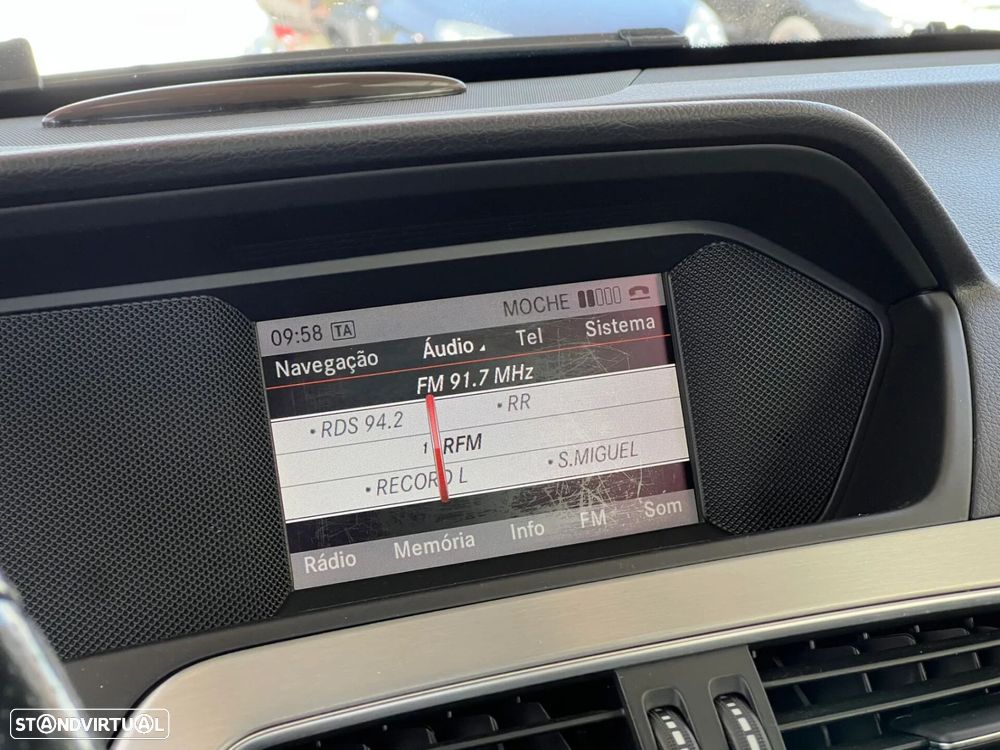 MOCHE
09:58 TA
Navegação Áudio Tel Sistema
FM 91.7 MHz
RDS 94.2 RR
1 RFM
RECORD L S.MIGUEL
Rádio Memória Info FM Som
STANDVIRTUAL